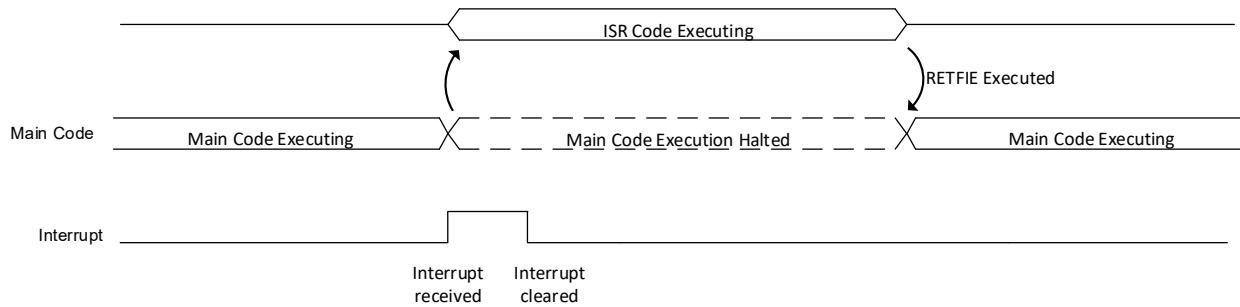 ISR Code Executing
RETFIE Executed
Main Code
Main Code Executing
Main Code Execution Halted
Main Code Executing
Interrupt
Interrupt
received
Interrupt
cleared